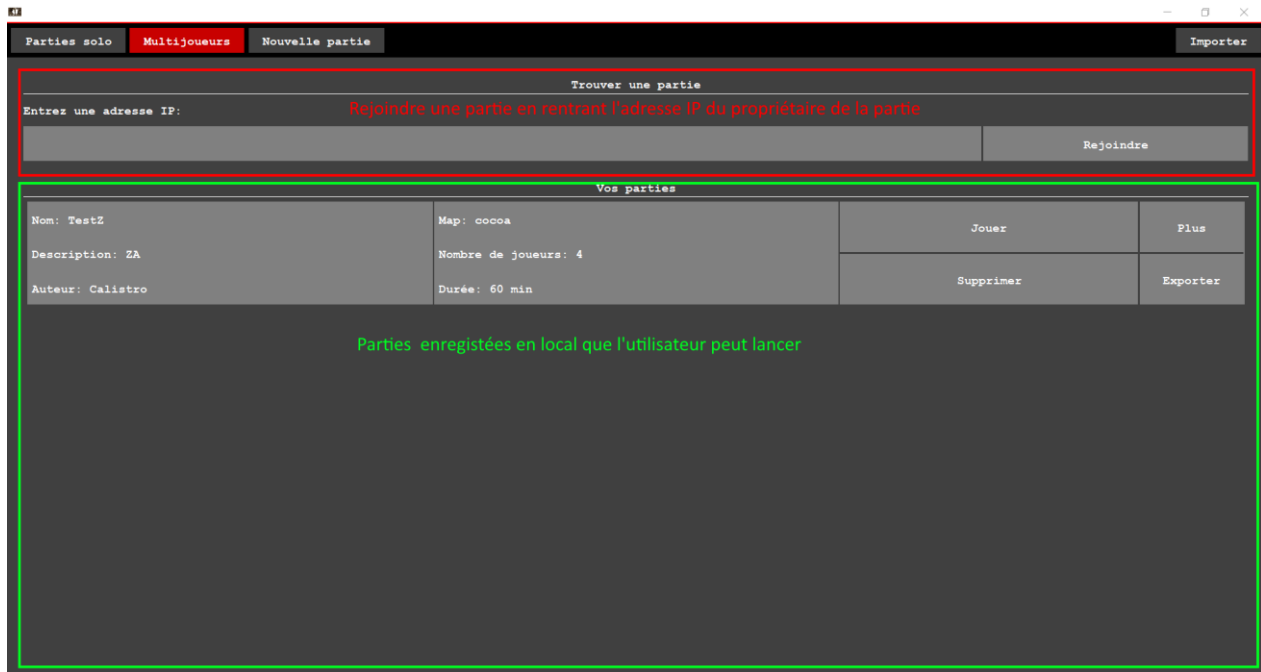 Parties solo Multijoueurs Nouvelle partie Importer
Trouver une partie
Entrez une adresse IP: Rejoindre une partie en rentrant l'adresse IP du propriétaire de la partie
Rejoindre
Vos parties
Nom: TestZ Map: cocoa Jouer Plus
Description: ZA Nombre de joueurs: 4
Auteur: Calistro Durée: 60 min Supprimer Exporter
Parties enregistées en local que l'utilisateur peut lancer